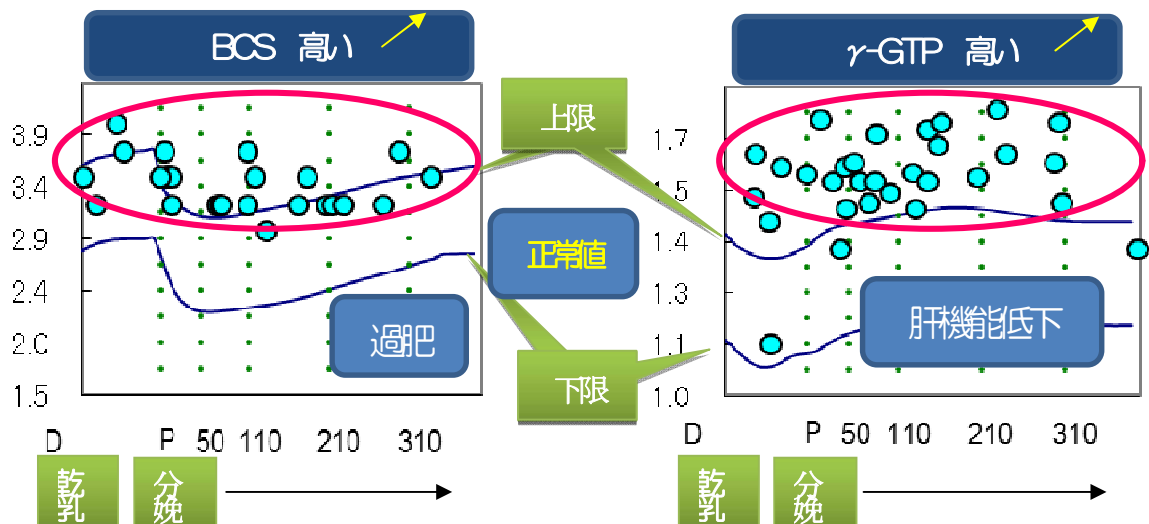 BCS 高い
γ-GTP 高い
上限
3.9
3.4
2.9
2.4
2.0
1.5
正常値
過肥
下限
1.7
1.5
1.4
1.3
1.1
1.0
肝機能低下
D P 50 110 210 310
D P 50 110 210 310
乾乳
分娩
乾乳
分娩